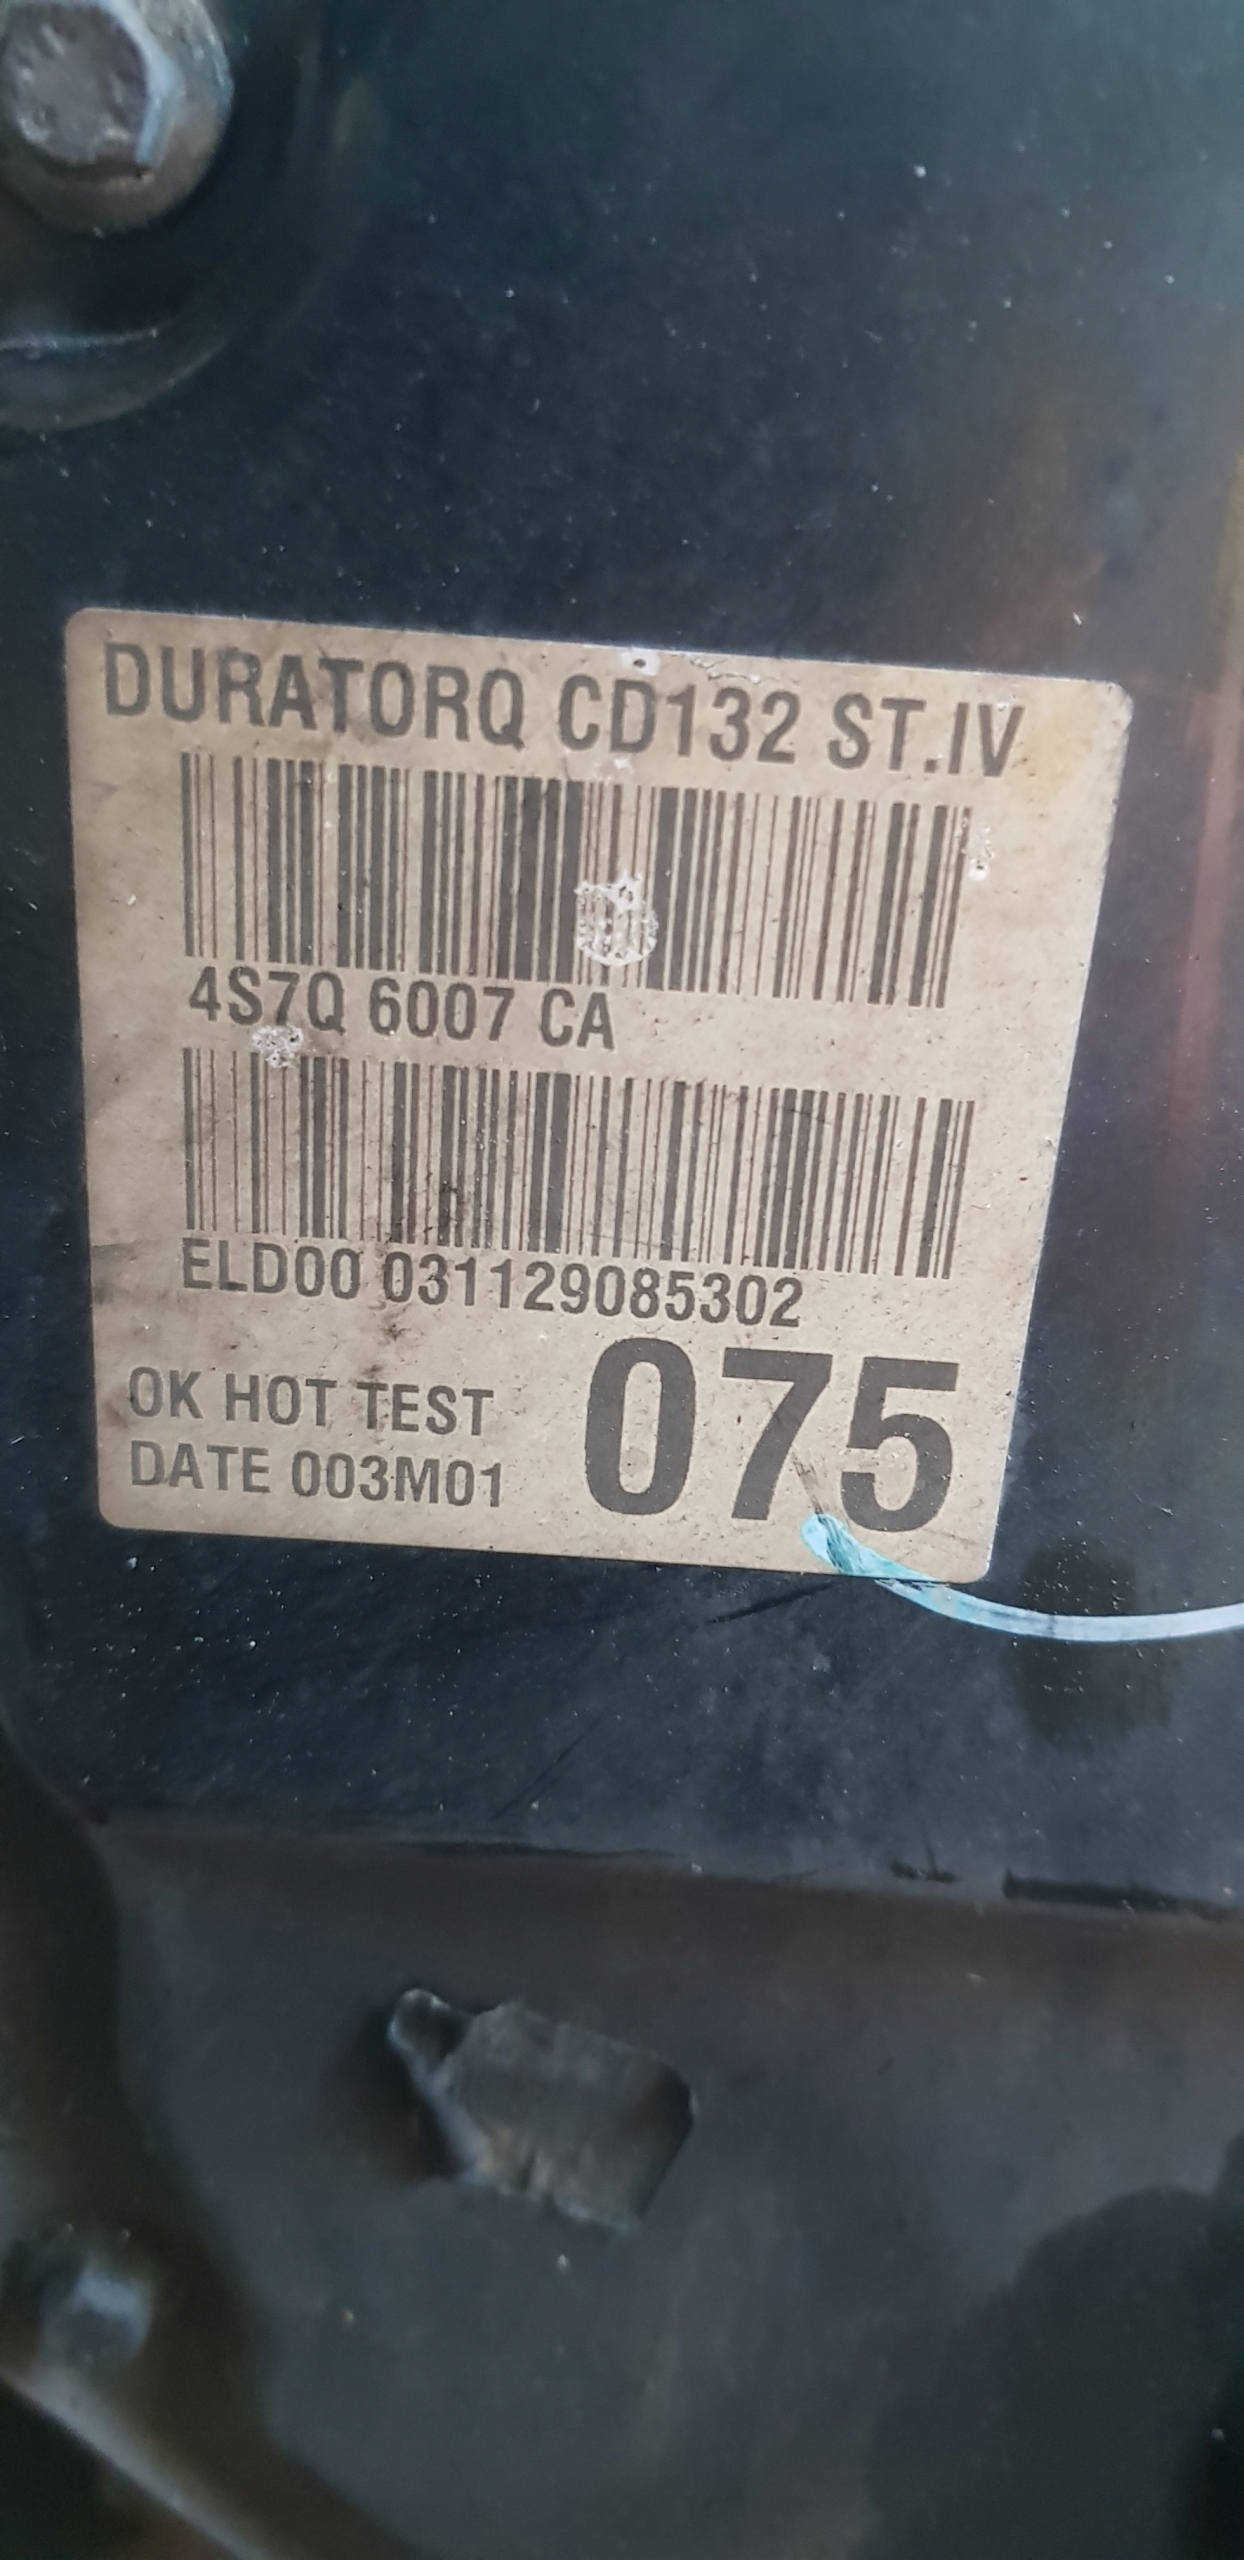 DURATORQ CD132 ST.IV
4S7Q 6007 CA
ELD00 031129085302
OK HOT TEST
DATE 003M01
075